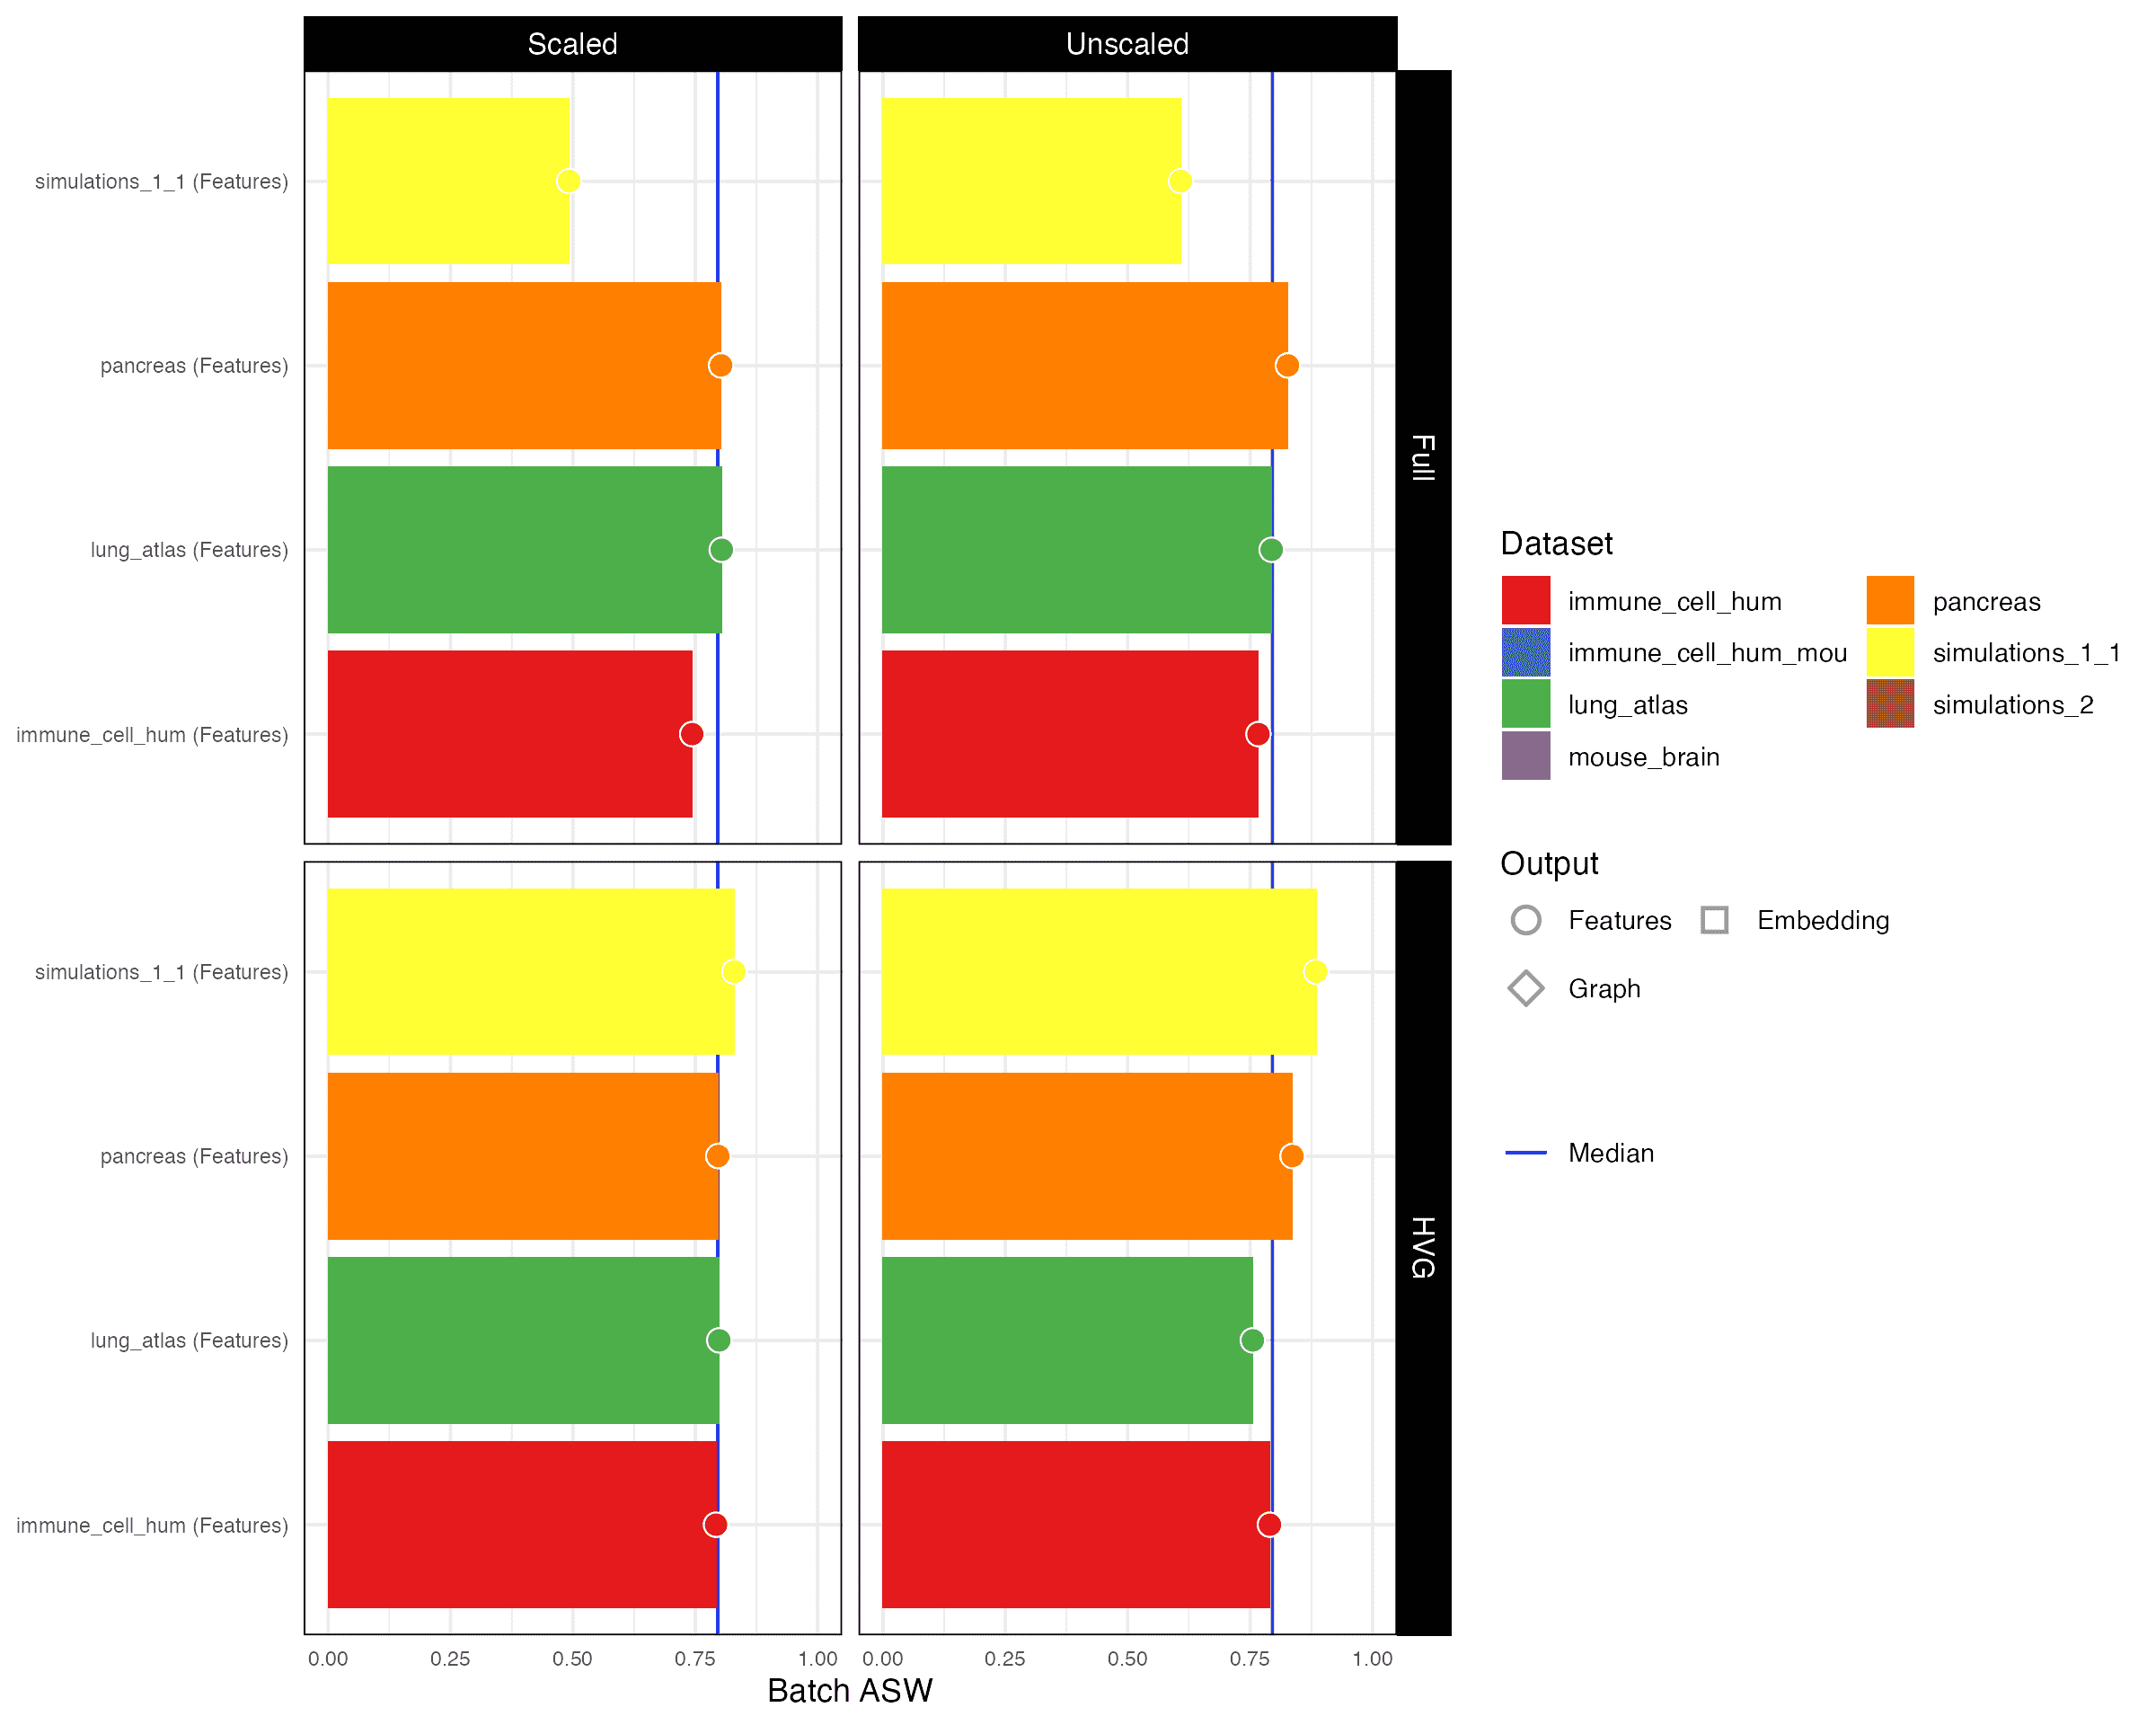 Scaled
Unscaled
simulations_1_1 (Features)
pancreas (Features)
lung_atlas (Features)
immune_cell_hum (Features)
Full
simulations_1_1 (Features)
pancreas (Features)
lung_atlas (Features)
immune_cell_hum (Features)
HVG
0.00 0.25 0.50 0.75 1.00
0.00 0.25 0.50 0.75 1.00
Batch ASW
Dataset
immune_cell_hum
immune_cell_hum_mou
lung_atlas
mouse_brain
pancreas
simulations_1_1
simulations_2
Output
Features
Embedding
Graph
Median